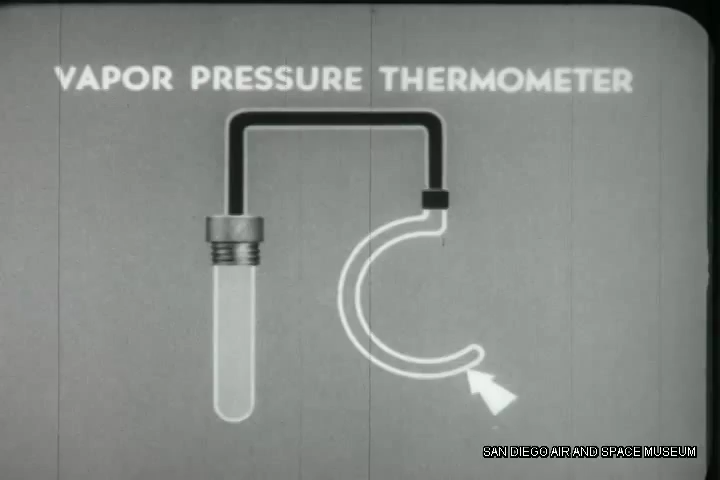 VAPOR PRESSURE THERMOMETER
SAN DIEGO AIR AND SPACE MUSEUM